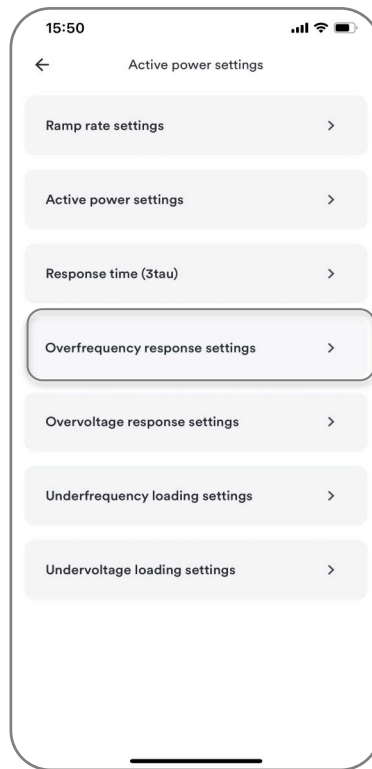 15:50
Active power settings
Ramp rate settings
Active power settings
Response time (3tau)
Overfrequency response settings
Overvoltage response settings
Underfrequency loading settings
Undervoltage loading settings